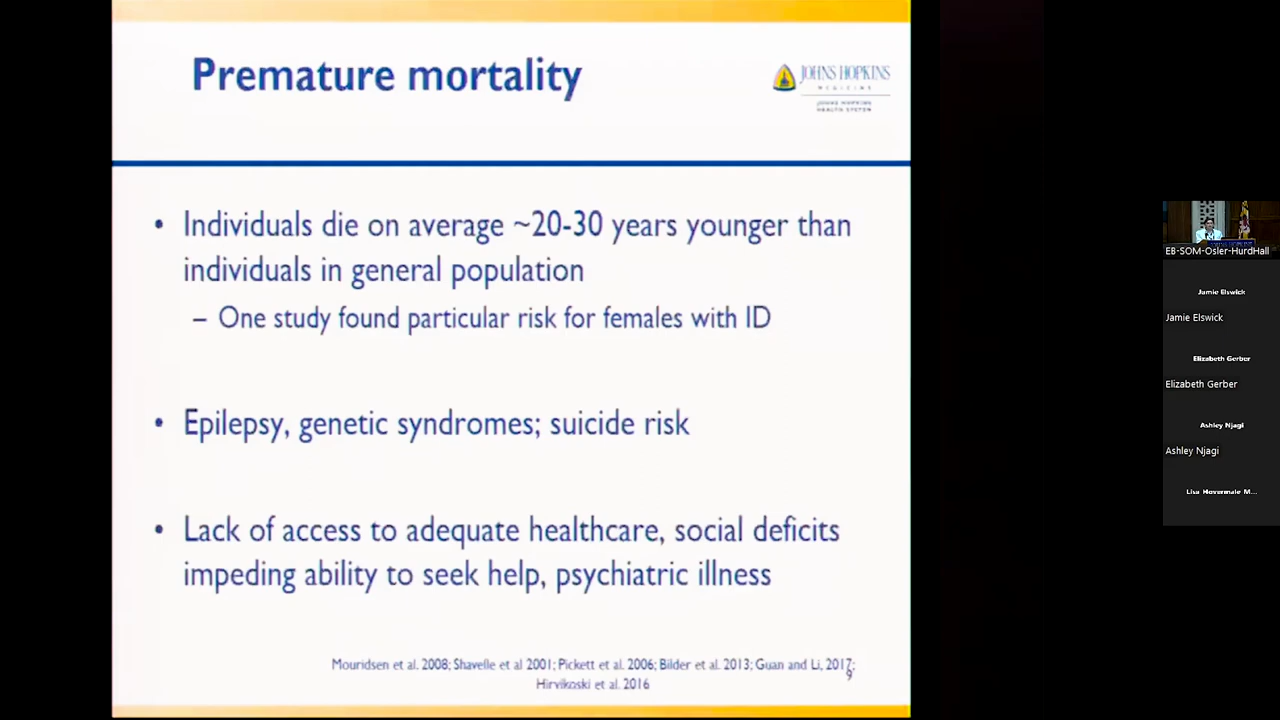 Premature mortality
JOHNS HOPKINS
MEDICINE
JOHNS HOPKINS
HEALTH SYSTEM
• Individuals die on average ~20-30 years younger than
individuals in general population
– One study found particular risk for females with ID
• Epilepsy, genetic syndromes; suicide risk
• Lack of access to adequate healthcare, social deficits
impeding ability to seek help, psychiatric illness
Mouridsen et al. 2008; Shavelle et al 2001; Pickett et al. 2006; Bilder et al. 2013; Guan and Li, 2017;
Hirvikoski et al. 2016
9
EB-SOM-Osler-HurdHall
Jamie Elswick
Jamie Elswick
Elizabeth Gerber
Elizabeth Gerber
Ashley Njagi
Ashley Njagi
Lisa Hovermale M...